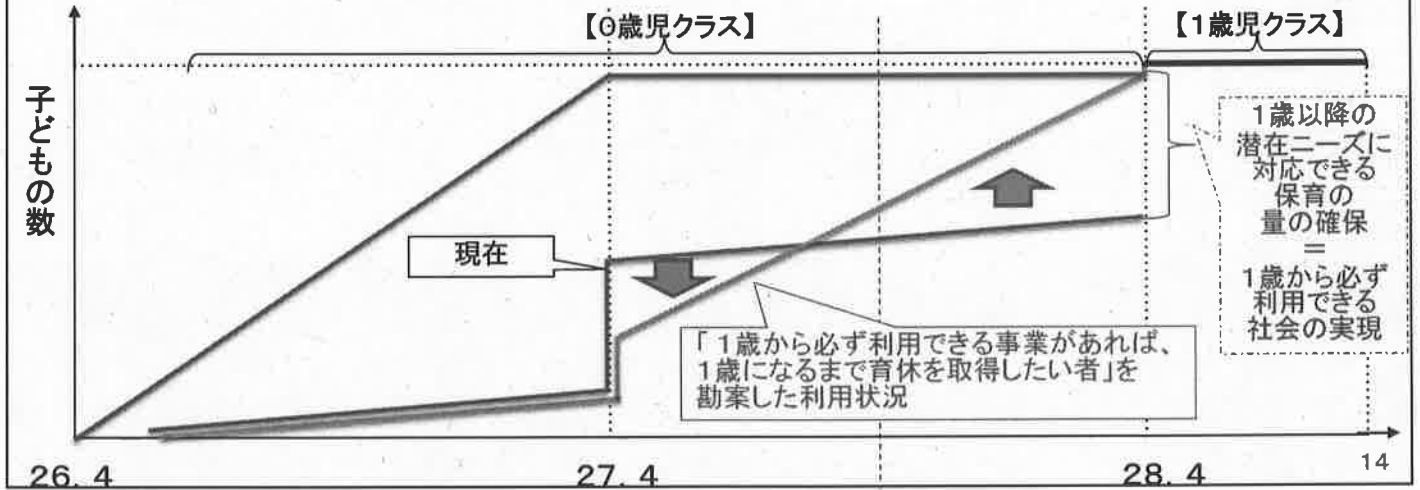 【0歳児クラス】
【1歳児クラス】
子どもの数
現在
「1歳から必ず利用できる事業があれば、
1歳になるまで育休を取得したい者」を
勘案した利用状況
1歳以降の
潜在ニーズに
対応できる
保育の
量の確保
＝
1歳から必ず
利用できる
社会の実現
26.4
27.4
28.4
14